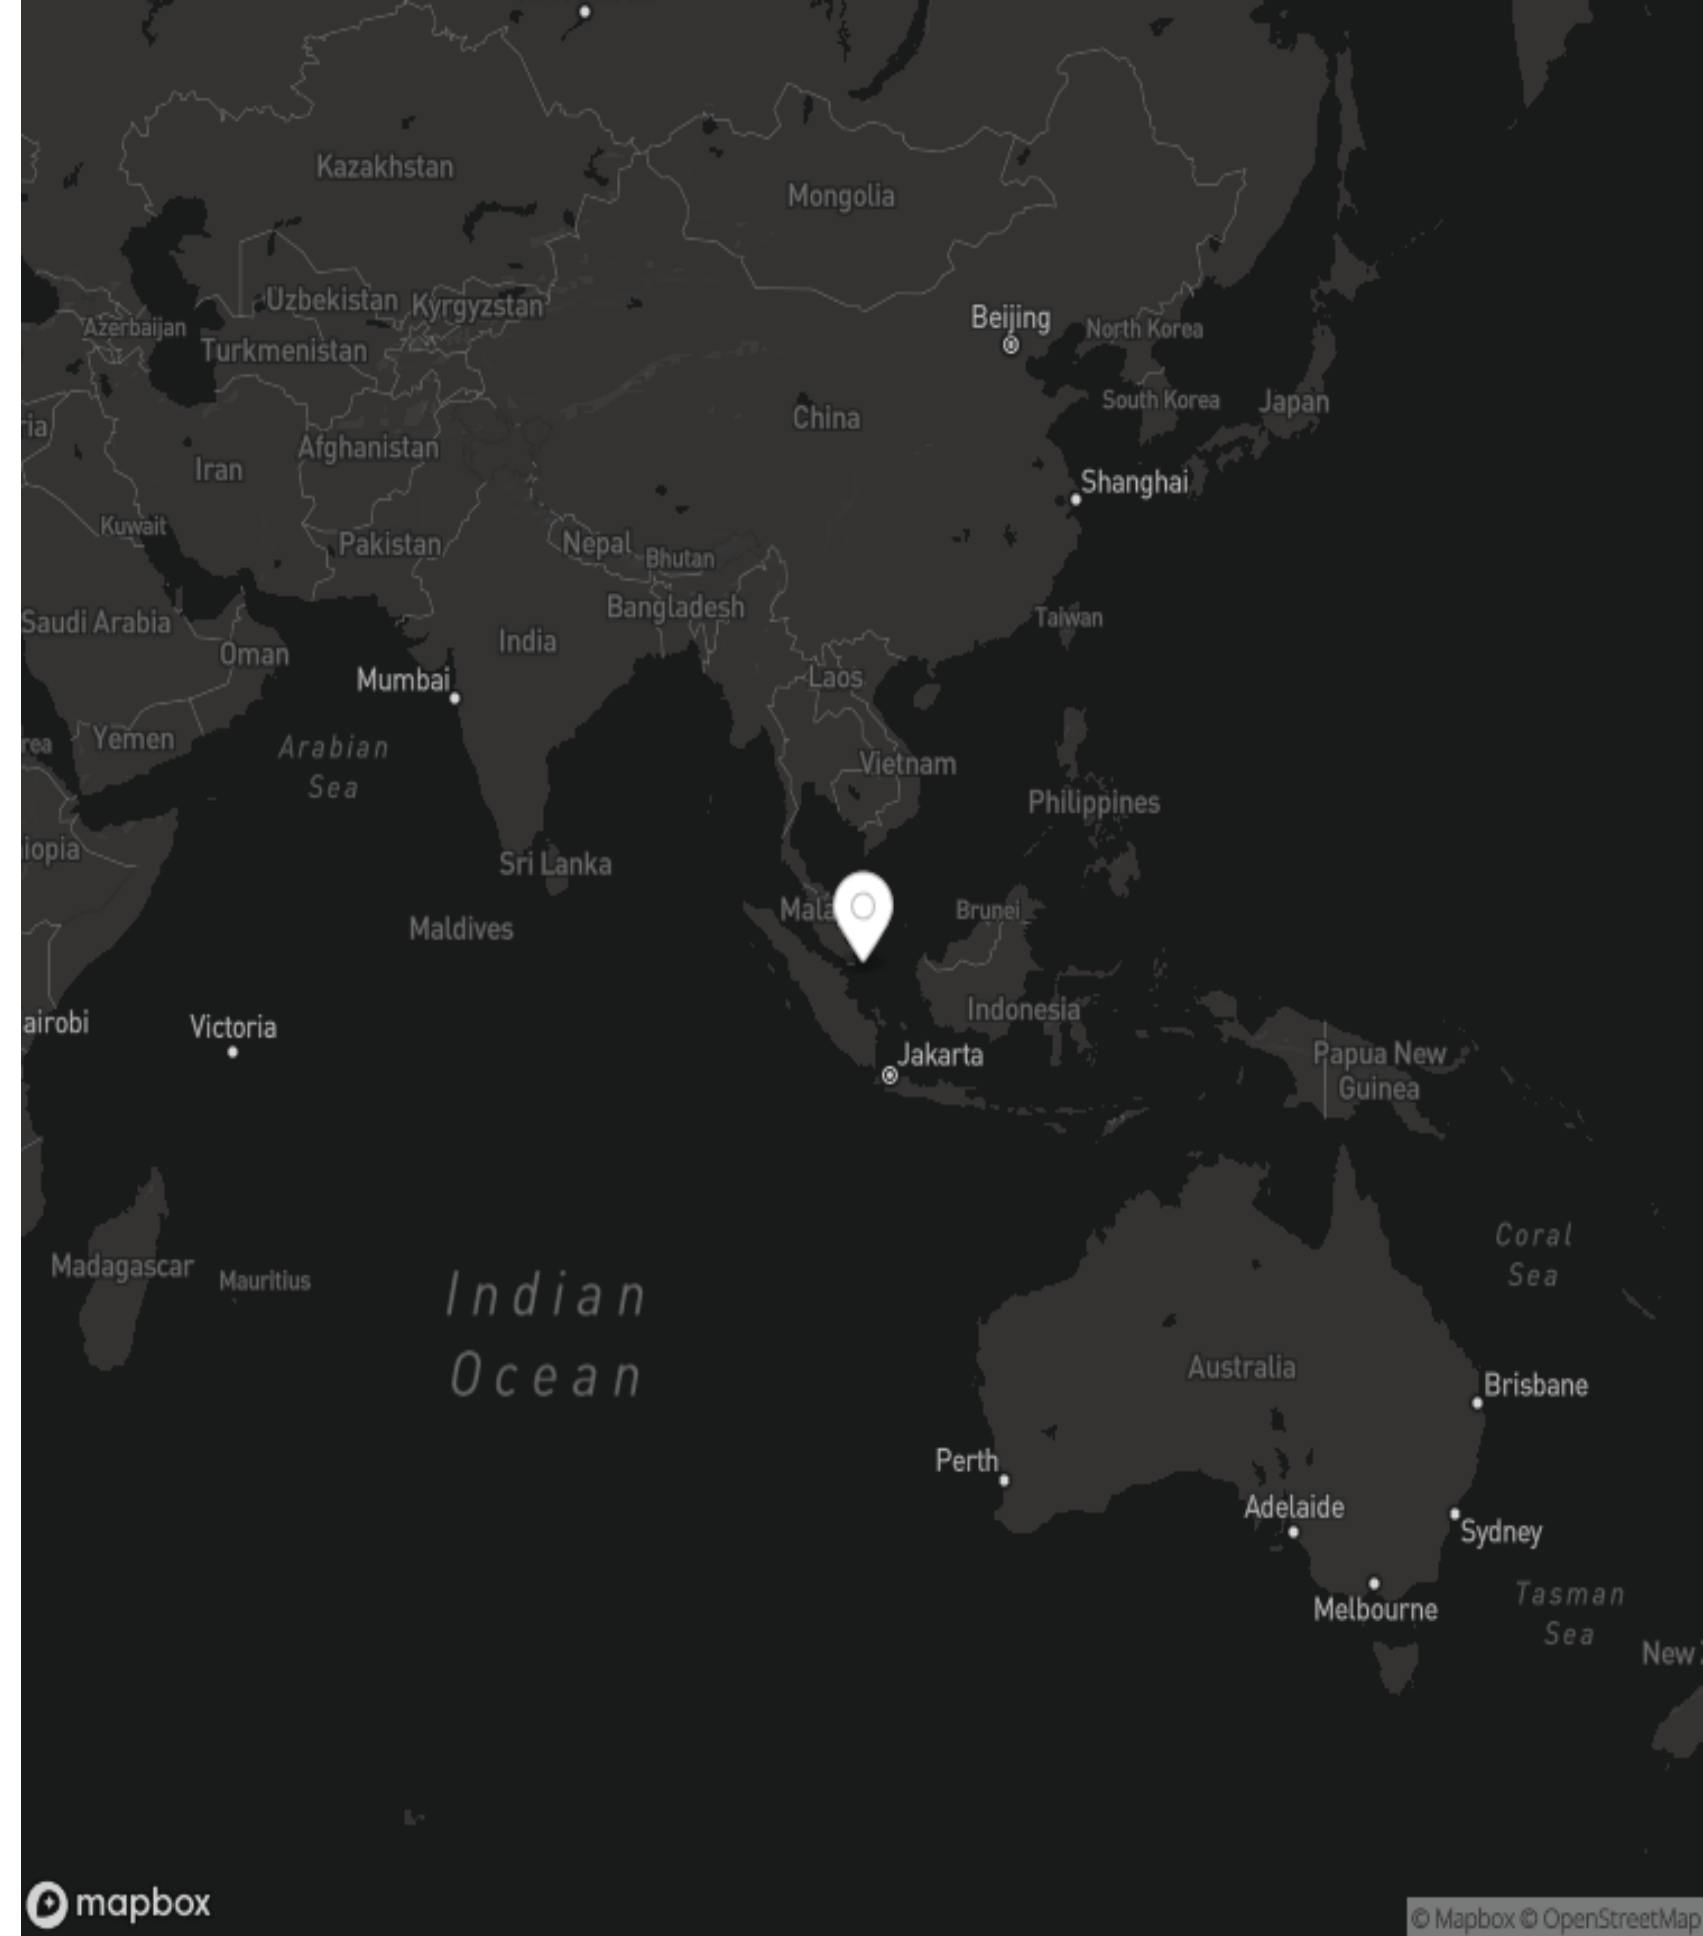 Kazakhstan
Mongolia
Uzbekistan
Kyrgyzstan
Beijing
North Korea
Azerbaijan
Turkmenistan
South Korea
Japan
China
Afghanistan
Iran
Shanghai
Kuwait
Pakistan
Nepal
Bhutan
Bangladesh
Saudi Arabia
Taiwan
India
Oman
Laos
Mumbai
Yemen
Arabian
Sea
Vietnam
Philippines
Sri Lanka
Mala
Brunei
Maldives
Indonesia
airobi
Victoria
Jakarta
Papua New
Guinea
Coral
Sea
Madagascar
Mauritius
Indian
Ocean
Australia
Brisbane
Perth
Adelaide
Sydney
Tasman
Sea
Melbourne
New
mapbox
© Mapbox © OpenStreetMap